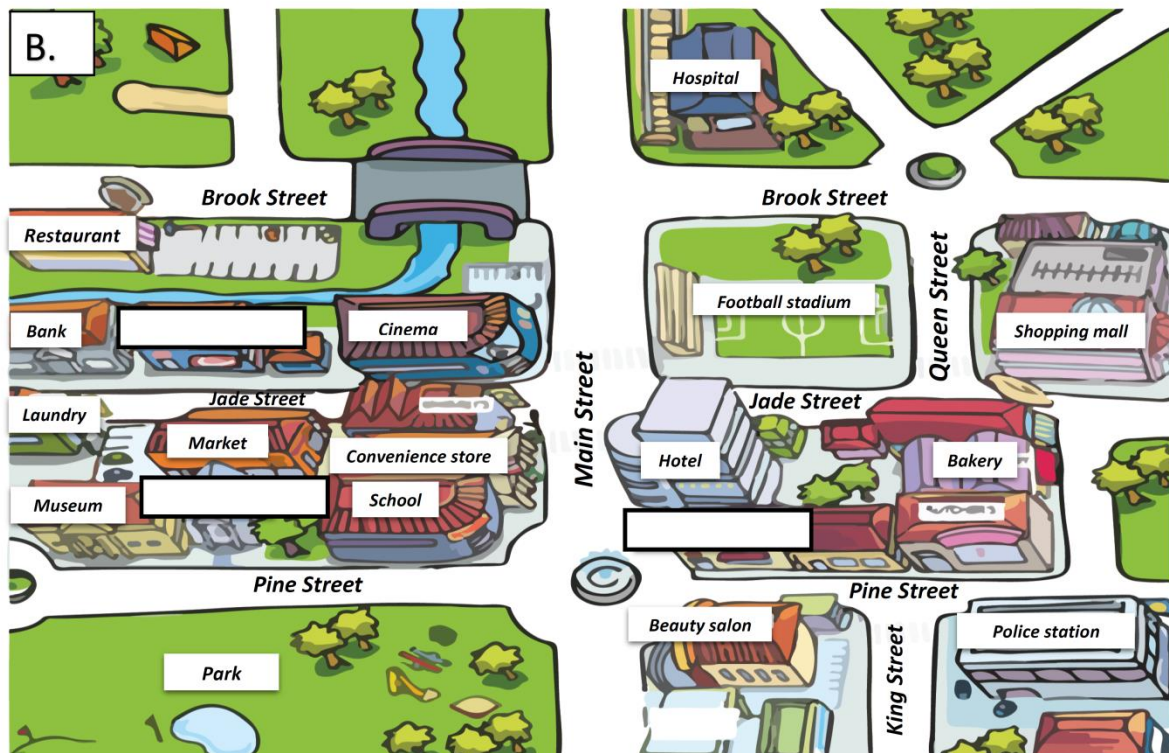 B.
Hospital
Brook Street
Brook Street
Restaurant
Football stadium
Queen Street
Shopping mall
Bank
Cinema
Main Street
Jade Street
Jade Street
Laundry
Market
Convenience store
Hotel
Bakery
Museum
School
Pine Street
Pine Street
Beauty salon
King Street
Police station
Park